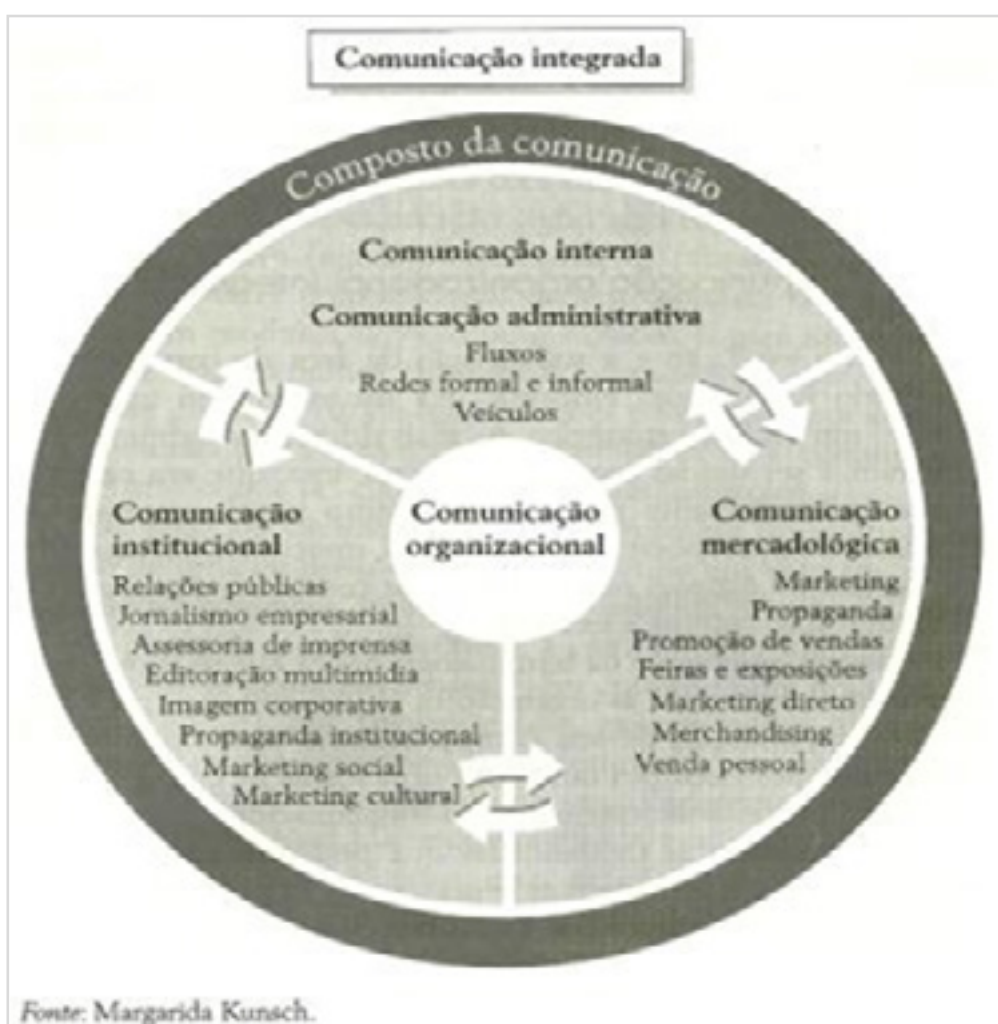 Comunicação integrada
Composto da comunicação
Comunicação interna
Comunicação administrativa
Fluxos
Redes formal e informal
Veículos
Comunicação
institucional
Relações públicas
Jornalismo empresarial
Assessoria de imprensa
Editoração multimídia
Imagem corporativa
Propaganda institucional
Marketing social
Marketing cultural
Comunicação
organizacional
Comunicação
mercadológica
Marketing
Propaganda
Promoção de vendas
Feiras e exposições
Marketing direto
Merchandising
Venda pessoal
Fonte: Margarida Kunsch.